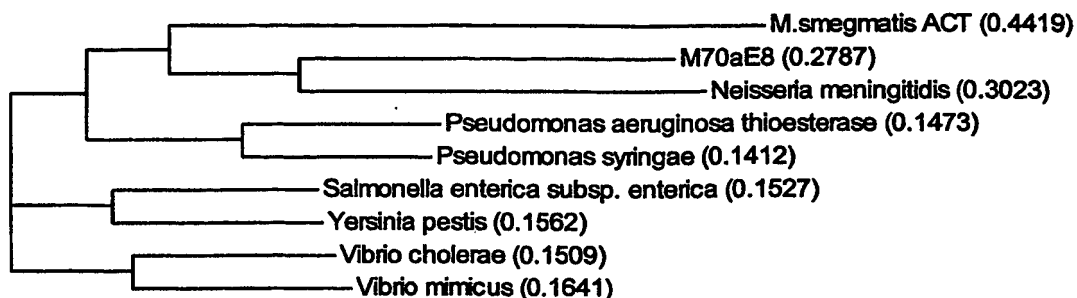 M.smegmatis ACT (0.4419)
M70aE8 (0.2787)
Neisseria meningitidis (0.3023)
Pseudomonas aeruginosa thioesterase (0.1473)
Pseudomonas syringae (0.1412)
Salmonella enterica subsp. enterica (0.1527)
Yersinia pestis (0.1562)
Vibrio cholerae (0.1509)
Vibrio mimicus (0.1641)